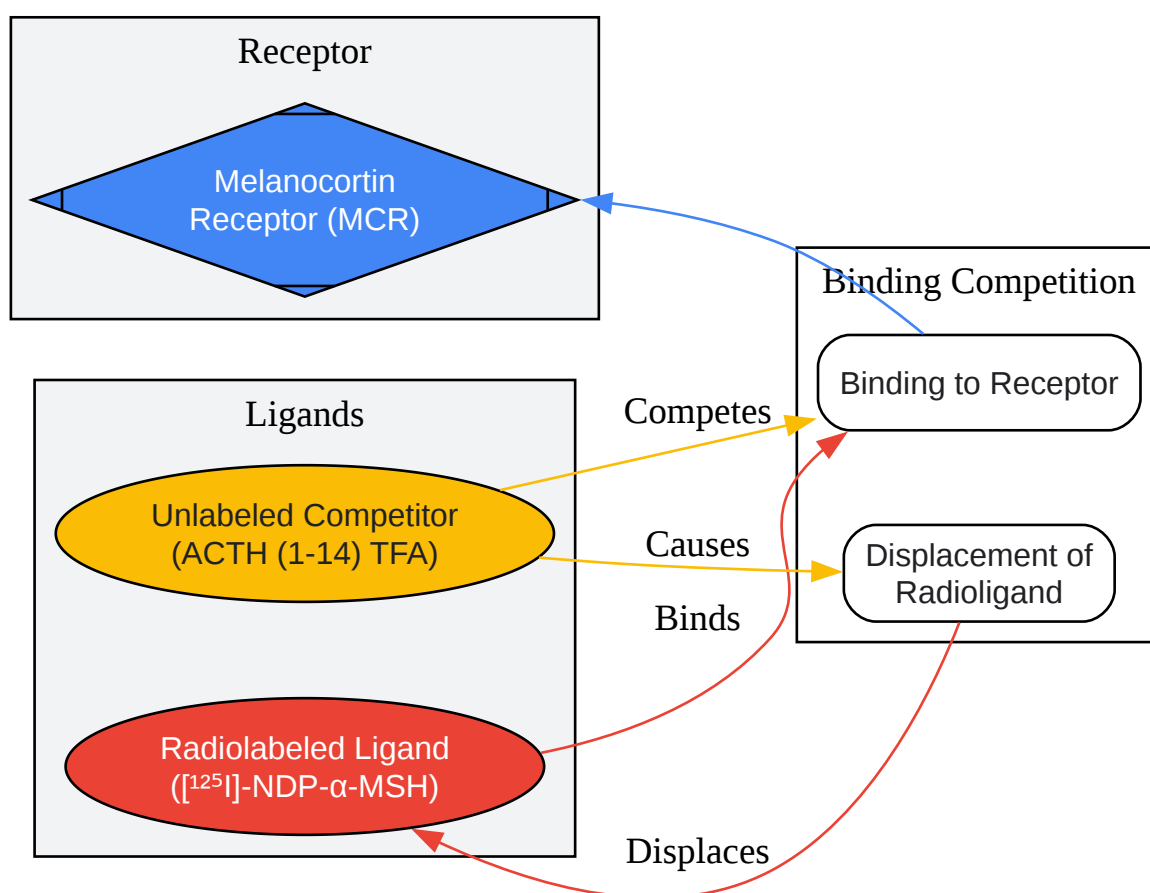 Receptor
Melanocortin
Receptor (MCR)
Binding Competition
Binding to Receptor
Ligands
Competes
Unlabeled Competitor
(ACTH (1-14) TFA)
Causes
Displacement of
Radioligand
Binds
Radiolabeled Ligand
([¹²⁵I]-NDP-α-MSH)
Displaces